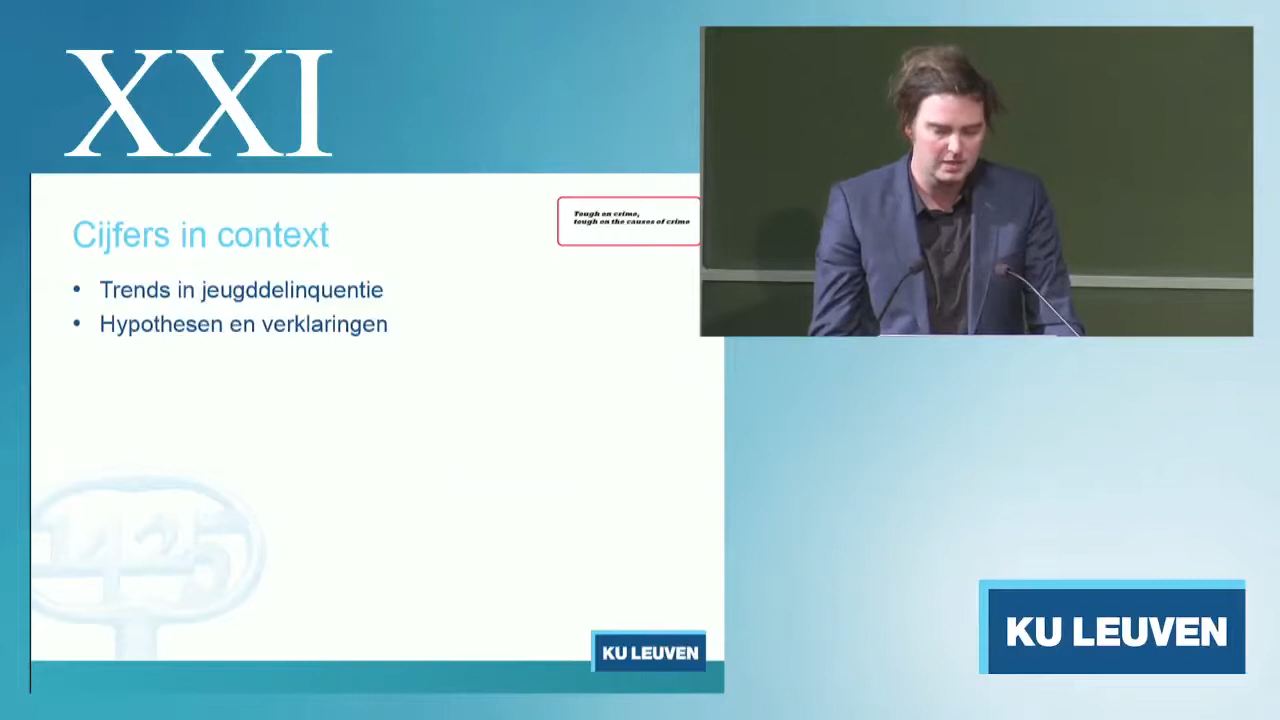 XXI
Cijfers in context
Tough on crime,
tough on the causes of crime
• Trends in jeugddelinquentie
• Hypothesen en verklaringen
1425
KU LEUVEN
KU LEUVEN